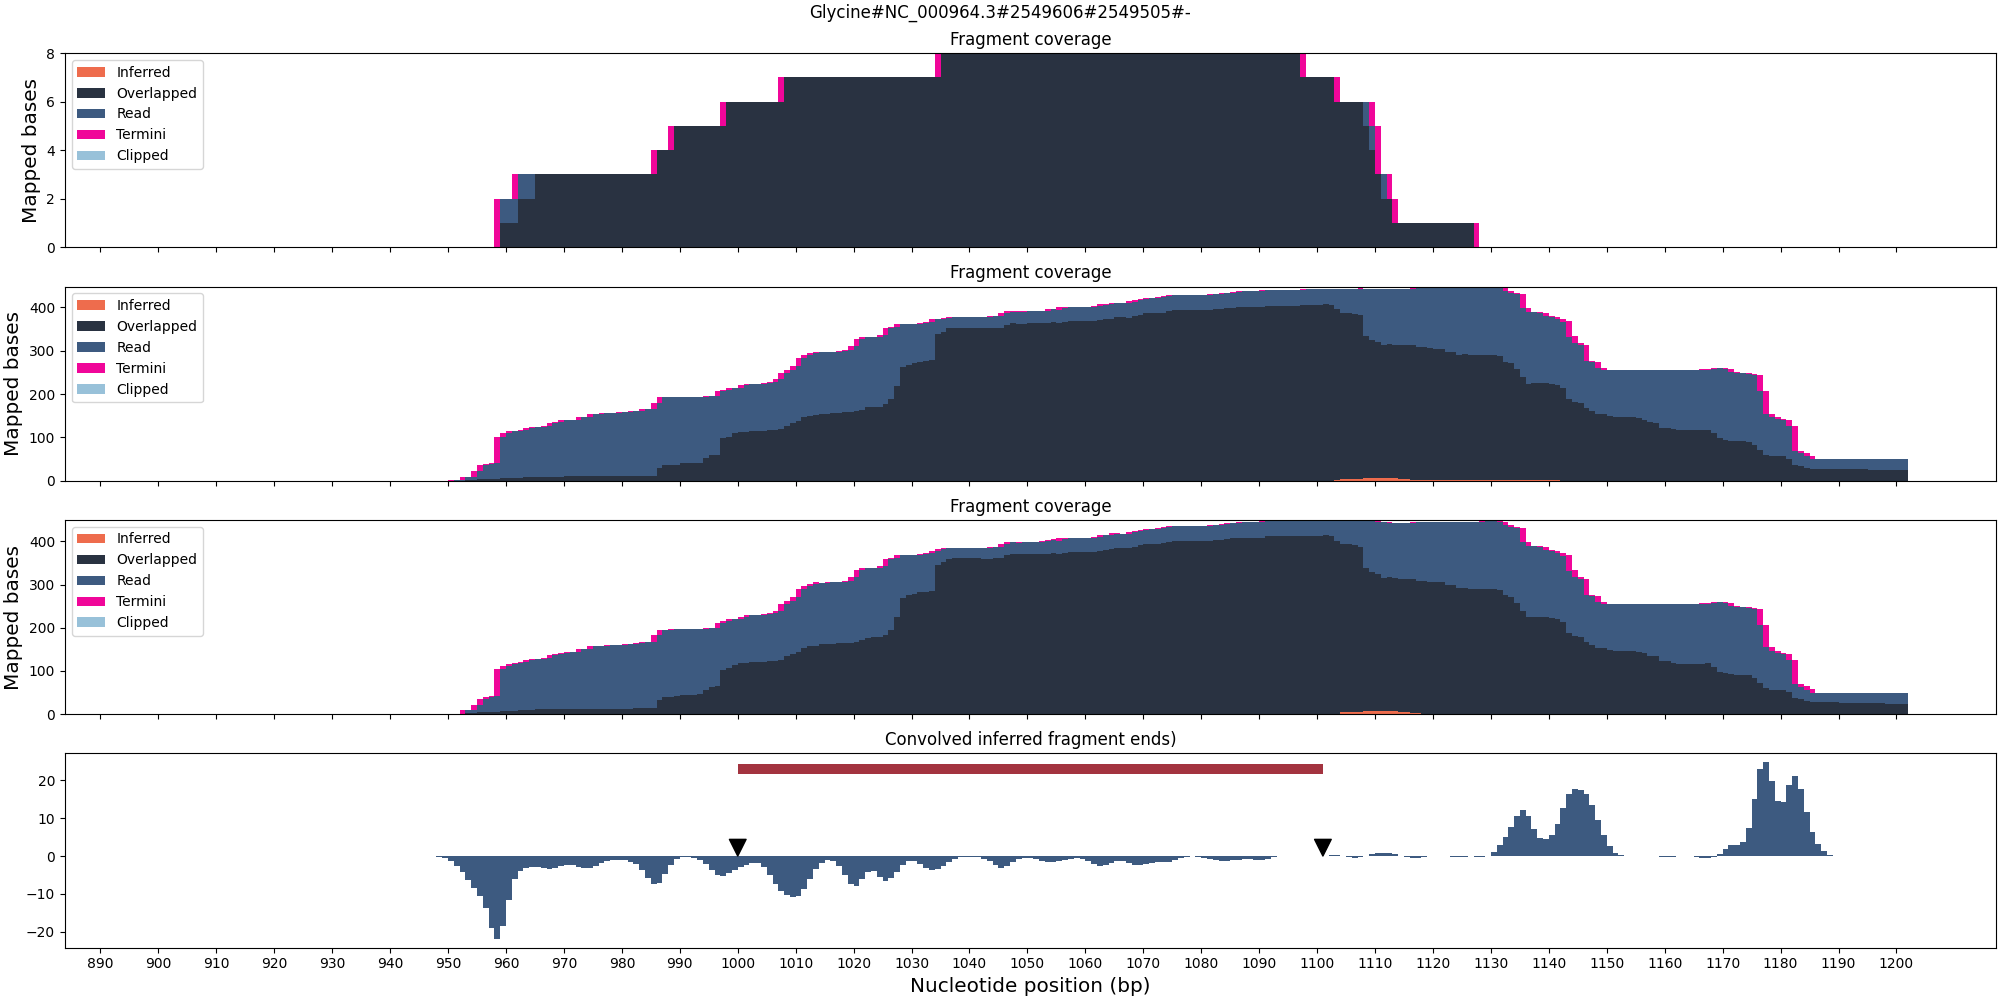 Glycine#NC_000964.3#2549606#2549505#-
Fragment coverage
Mapped bases
8
6
4
2
0
Inferred
Overlapped
Read
Termini
Clipped
Fragment coverage
Mapped bases
400
300
200
100
0
Inferred
Overlapped
Read
Termini
Clipped
Fragment coverage
Mapped bases
400
300
200
100
0
Inferred
Overlapped
Read
Termini
Clipped
Convolved inferred fragment ends)
20
10
0
−10
−20
890 900 910 920 930 940 950 960 970 980 990 1000 1010 1020 1030 1040 1050 1060 1070 1080 1090 1100 1110 1120 1130 1140 1150 1160 1170 1180 1190 1200
Nucleotide position (bp)